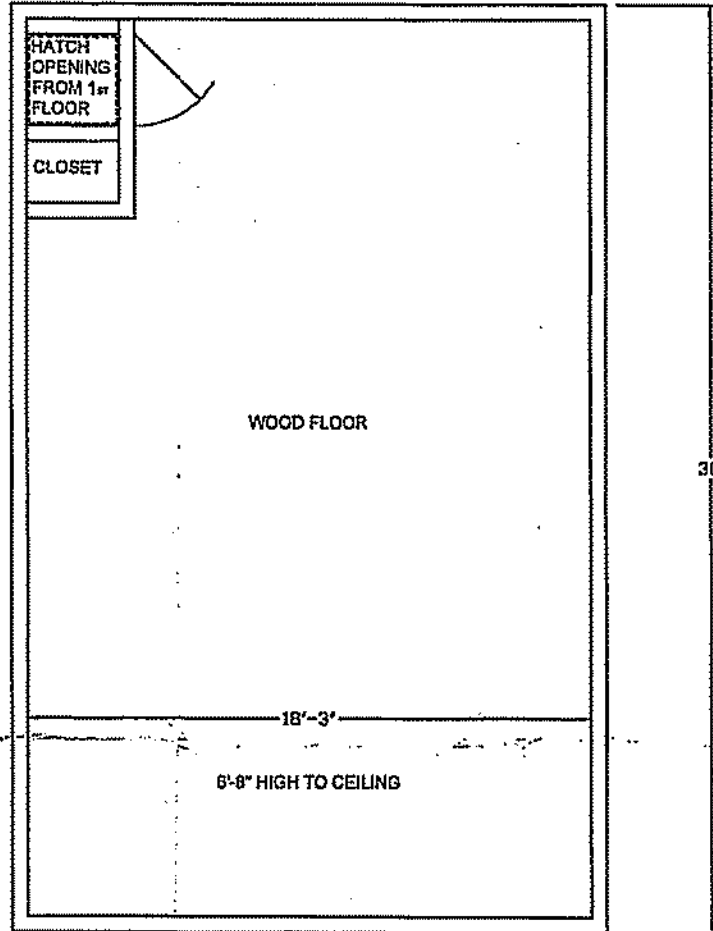 HATCH
OPENING
FROM 1ST
FLOOR
CLOSET
WOOD FLOOR
18'-3"
6'-8" HIGH TO CEILING